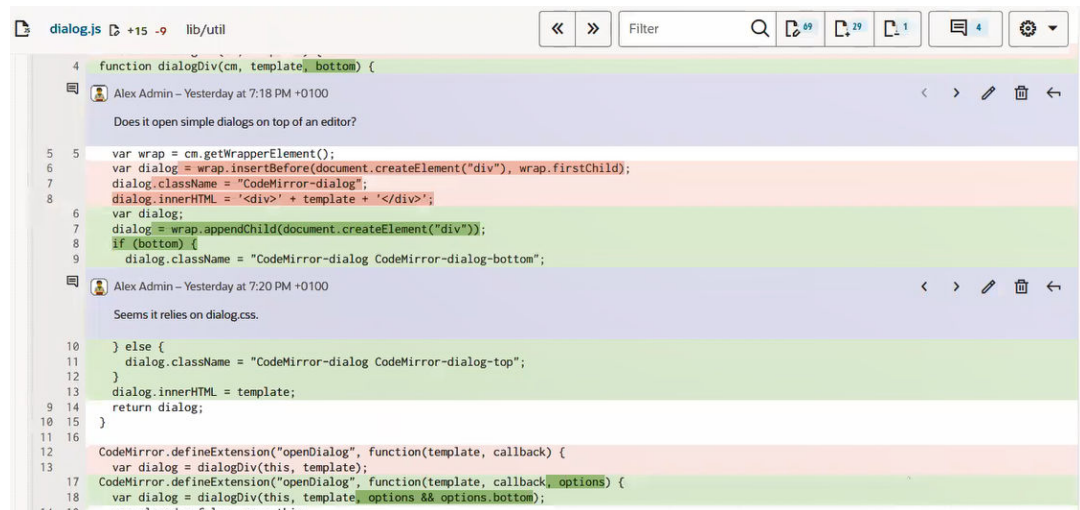 dialog.js +15 -9 lib/util Filter 69 29 1 4
4 function dialogDiv(cm, template, bottom) {
Alex Admin – Yesterday at 7:18 PM +0100
Does it open simple dialogs on top of an editor?
5 5 var wrap = cm.getWrapperElement();
6 var dialog = wrap.insertBefore(document.createElement("div"), wrap.firstChild);
7 dialog.className = "CodeMirror-dialog";
8 dialog.innerHTML = '<div>' + template + '</div>';
6 var dialog;
7 dialog = wrap.appendChild(document.createElement("div"));
8 if (bottom) {
9 dialog.className = "CodeMirror-dialog CodeMirror-dialog-bottom";
Alex Admin – Yesterday at 7:20 PM +0100
Seems it relies on dialog.css.
10 } else {
11 dialog.className = "CodeMirror-dialog CodeMirror-dialog-top";
12 }
13 dialog.innerHTML = template;
9 14 return dialog;
10 15 }
11 16
12 CodeMirror.defineExtension("openDialog", function(template, callback) {
13 var dialog = dialogDiv(this, template);
17 CodeMirror.defineExtension("openDialog", function(template, callback, options) {
18 var dialog = dialogDiv(this, template, options && options.bottom);